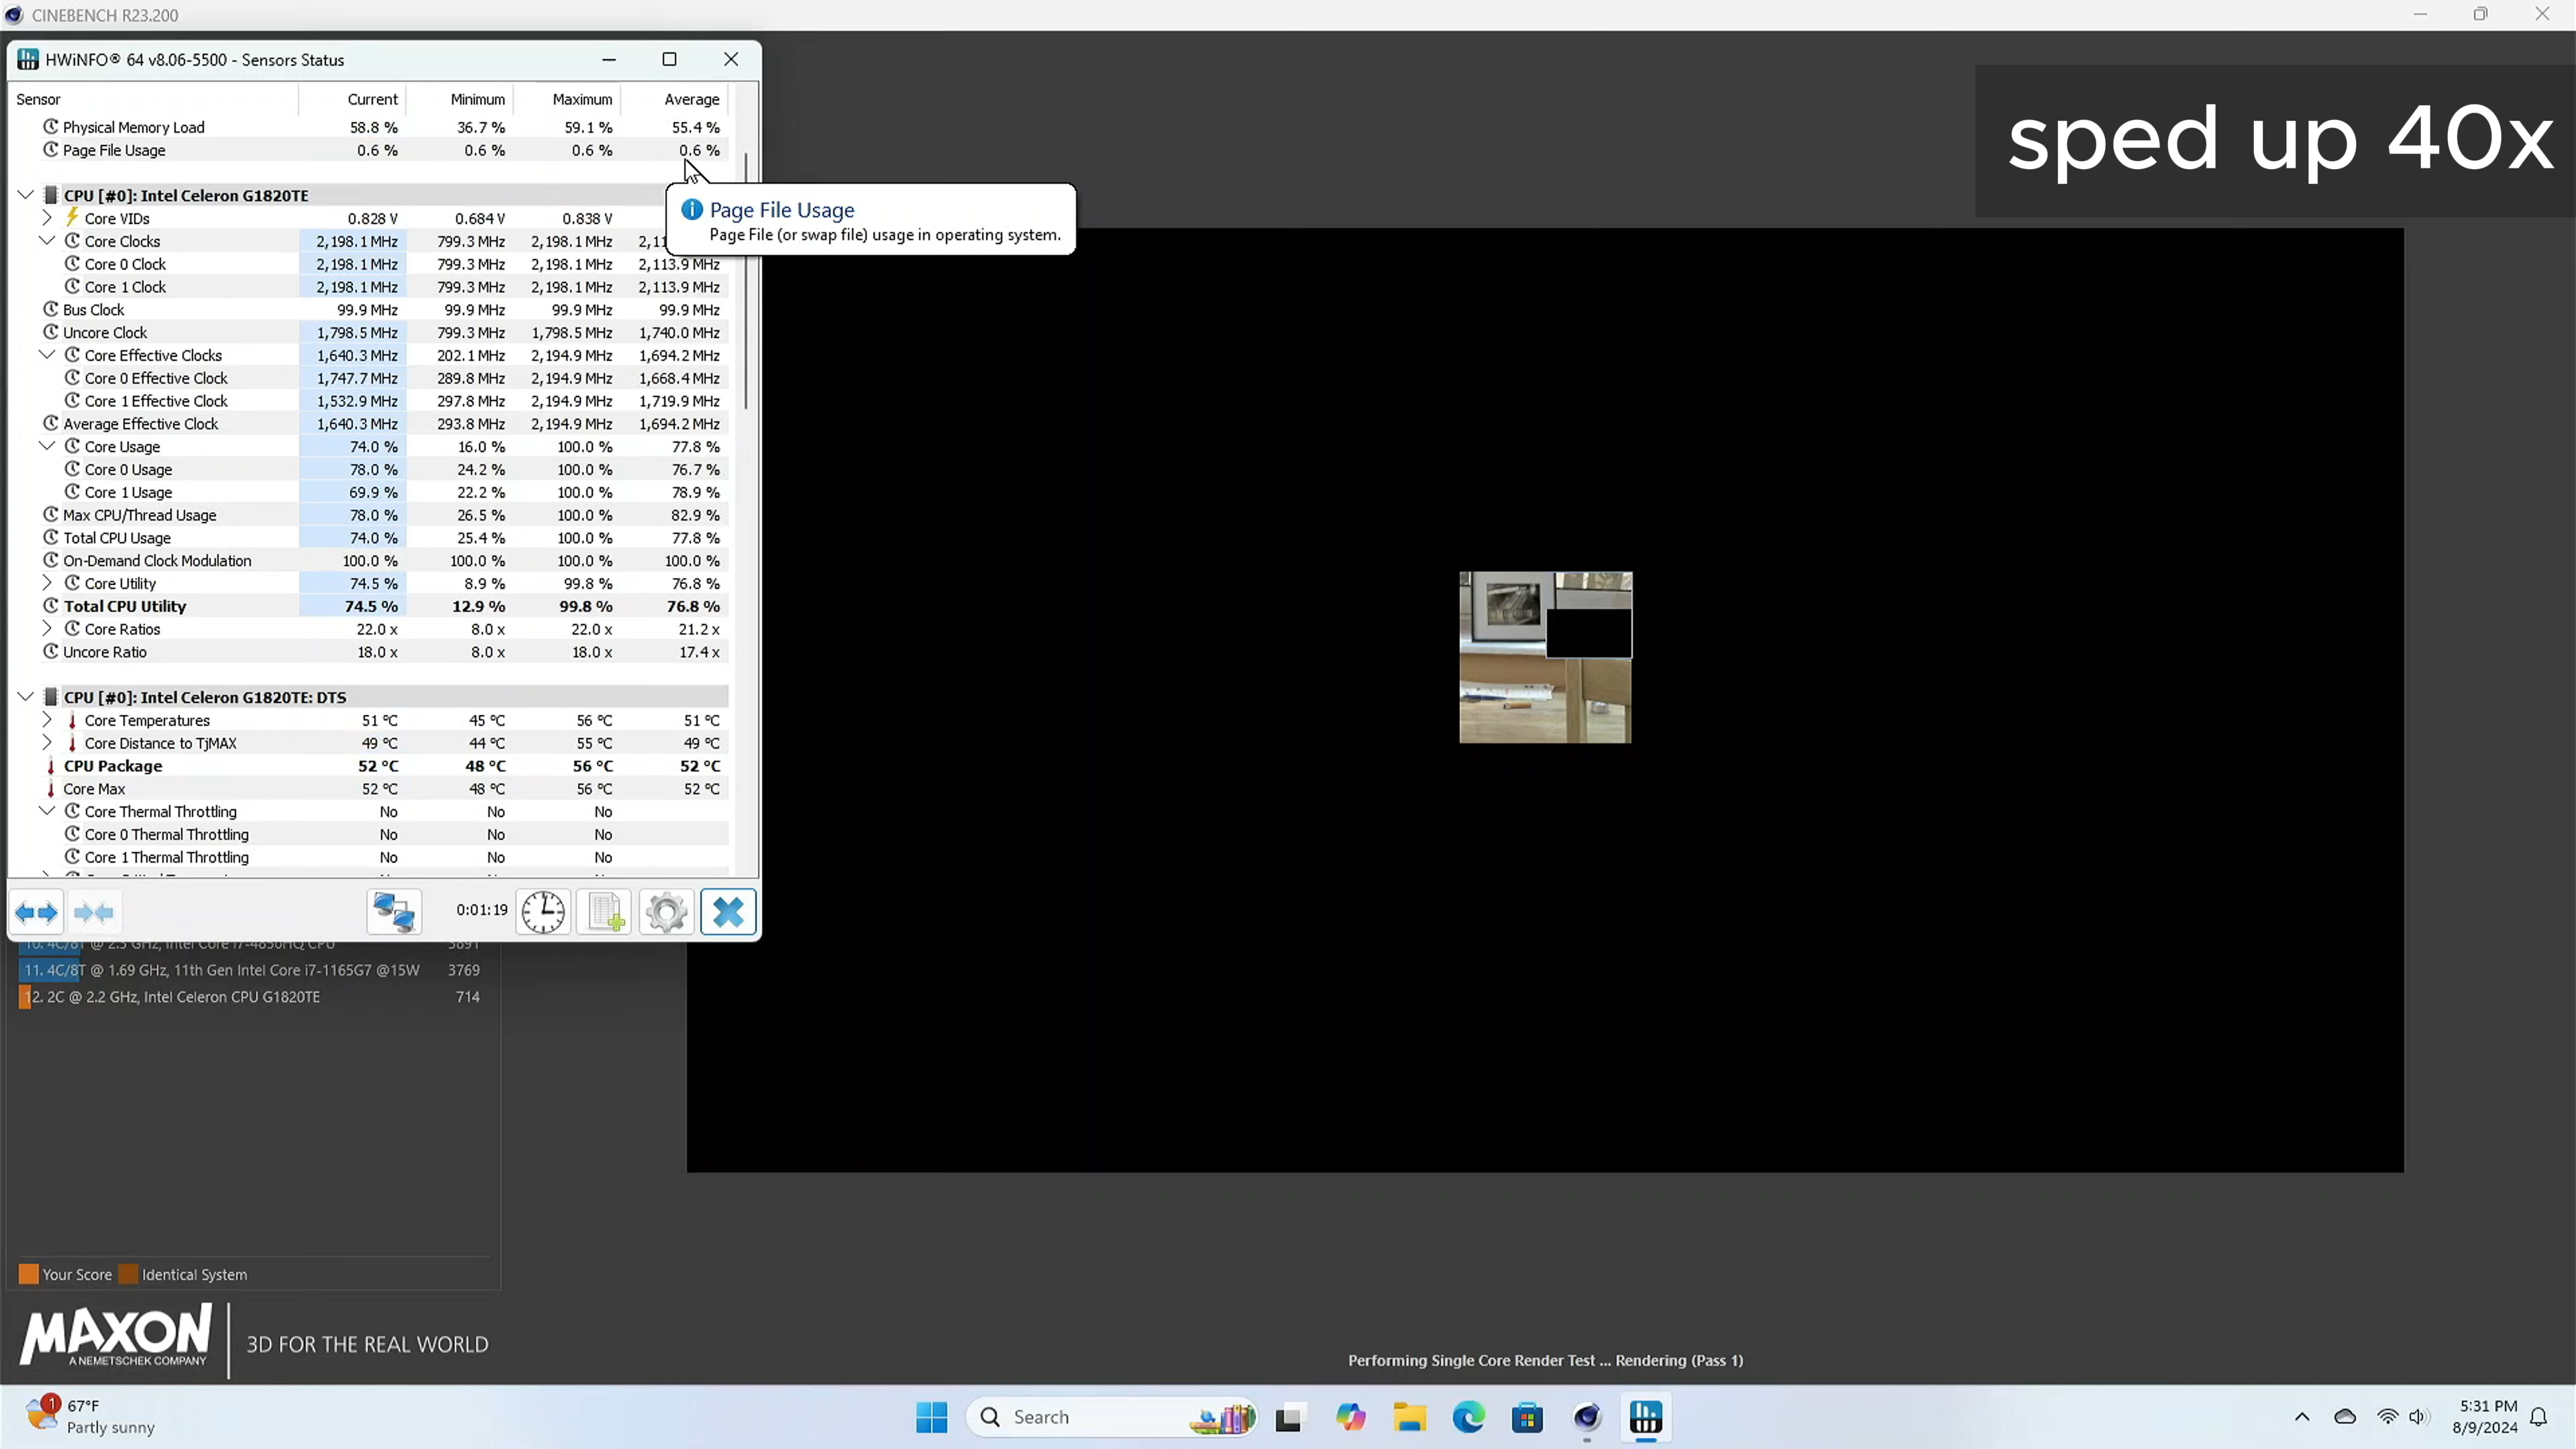 CINEBENCH R23.200
HWiNFO® 64 v8.06-5500 - Sensors Status
sped up 40x
Sensor Current Minimum Maximum Average
Physical Memory Load 58.8 % 36.7 % 59.1 % 55.4 %
Page File Usage 0.6 % 0.6 % 0.6 % 0.6 %
CPU [#0]: Intel Celeron G1820TE
Page File Usage
Page File (or swap file) usage in operating system.
Core VIDs 0.828 V 0.684 V 0.838 V
Core Clocks 2,198.1 MHz 799.3 MHz 2,198.1 MHz
Core 0 Clock 2,198.1 MHz 799.3 MHz 2,198.1 MHz 2,113.9 MHz
Core 1 Clock 2,198.1 MHz 799.3 MHz 2,198.1 MHz 2,113.9 MHz
Bus Clock 99.9 MHz 99.9 MHz 99.9 MHz 99.9 MHz
Uncore Clock 1,798.5 MHz 799.3 MHz 1,798.5 MHz 1,740.0 MHz
Core Effective Clocks 1,640.3 MHz 202.1 MHz 2,194.9 MHz 1,694.2 MHz
Core 0 Effective Clock 1,747.7 MHz 289.8 MHz 2,194.9 MHz 1,668.4 MHz
Core 1 Effective Clock 1,532.9 MHz 297.8 MHz 2,194.9 MHz 1,719.9 MHz
Average Effective Clock 1,640.3 MHz 293.8 MHz 2,194.9 MHz 1,694.2 MHz
Core Usage 74.0 % 16.0 % 100.0 % 77.8 %
Core 0 Usage 78.0 % 24.2 % 100.0 % 76.7 %
Core 1 Usage 69.9 % 22.2 % 100.0 % 78.9 %
Max CPU/Thread Usage 78.0 % 26.5 % 100.0 % 82.9 %
Total CPU Usage 74.0 % 25.4 % 100.0 % 77.8 %
On-Demand Clock Modulation 100.0 % 100.0 % 100.0 % 100.0 %
Core Utility 74.5 % 8.9 % 99.8 % 76.8 %
Total CPU Utility 74.5 % 12.9 % 99.8 % 76.8 %
Core Ratios 22.0 x 8.0 x 22.0 x 21.2 x
Uncore Ratio 18.0 x 8.0 x 18.0 x 17.4 x
CPU [#0]: Intel Celeron G1820TE: DTS
Core Temperatures 51 °C 45 °C 56 °C 51 °C
Core Distance to TjMAX 49 °C 44 °C 55 °C 49 °C
CPU Package 52 °C 48 °C 56 °C 52 °C
Core Max 52 °C 48 °C 56 °C 52 °C
Core Thermal Throttling No No No
Core 0 Thermal Throttling No No No
Core 1 Thermal Throttling No No No
0:01:19
10. 4C/8T @ 2.3 GHz, Intel Core i7-4850HQ CPU 3891
11. 4C/8T @ 1.69 GHz, 11th Gen Intel Core i7-1165G7 @15W 3769
12. 2C @ 2.2 GHz, Intel Celeron CPU G1820TE 714
Your Score Identical System
MAXON
A NEMETSCHEK COMPANY
3D FOR THE REAL WORLD
Performing Single Core Render Test ... Rendering (Pass 1)
1
67°F
Partly sunny
Search
5:31 PM
8/9/2024